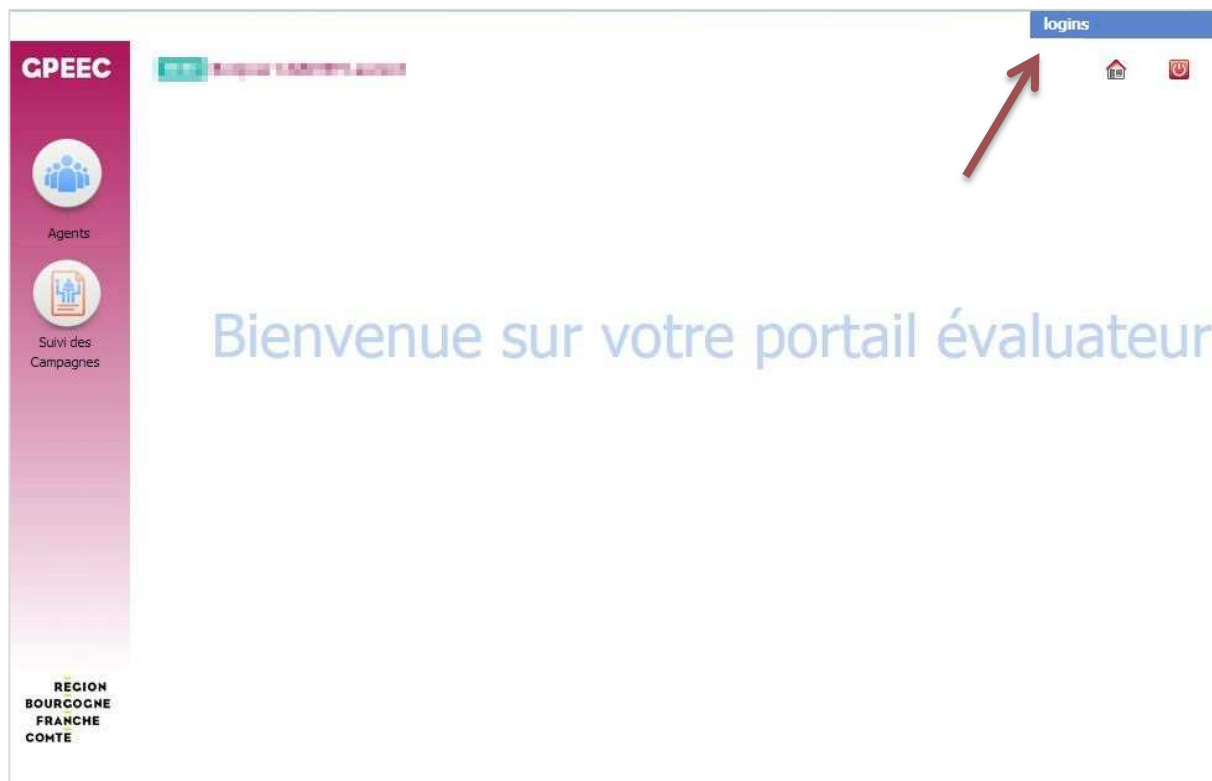 logins
GPEEC
Agents
Suivi des
Campagnes
Bienvenue sur votre portail évaluateur
REGION
BOURGOGNE
FRANCHE
COMTE